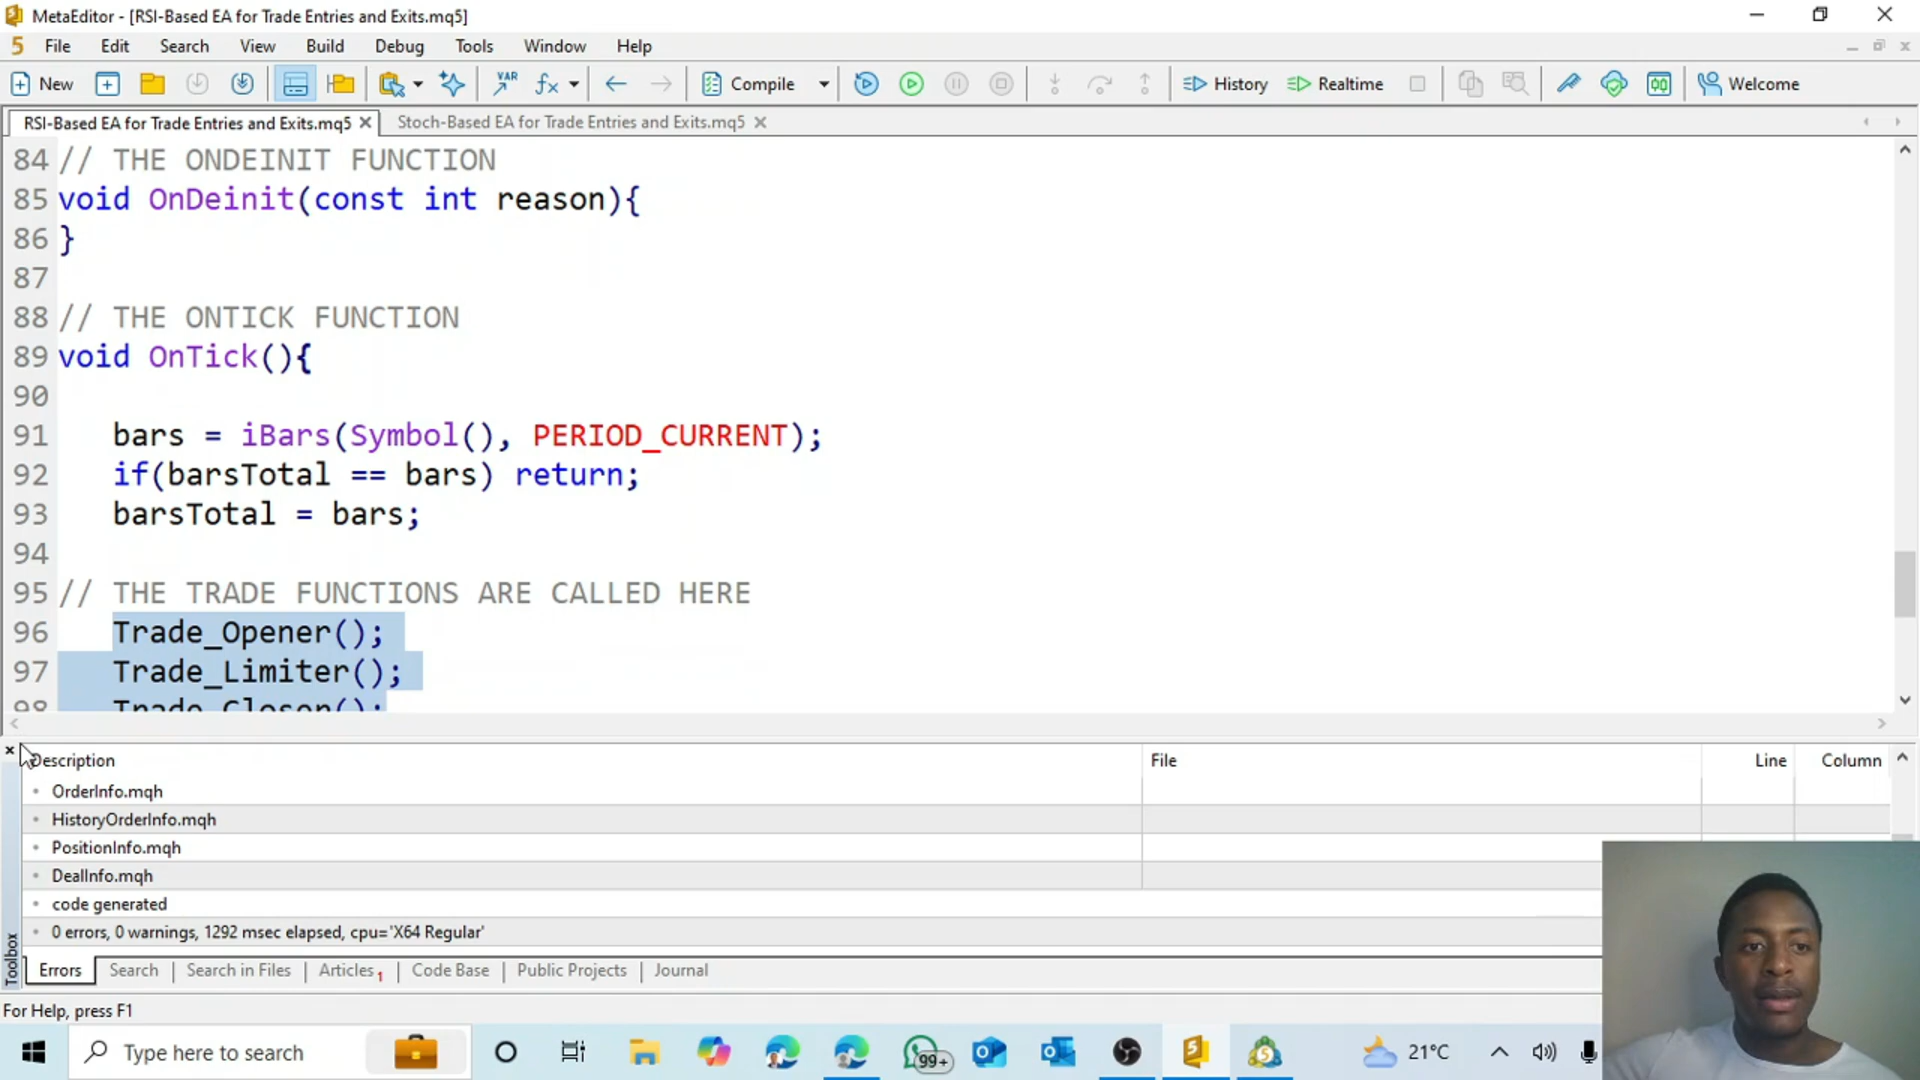 MetaEditor - [RSI-Based EA for Trade Entries and Exits.mq5]
5 File Edit Search View Build Debug Tools Window Help
New VAR fx Compile History Realtime Welcome
RSI-Based EA for Trade Entries and Exits.mq5 Stoch-Based EA for Trade Entries and Exits.mq5
84 // THE ONDEINIT FUNCTION
85 void OnDeinit(const int reason){
86 }
87
88 // THE ONTICK FUNCTION
89 void OnTick(){
90
91 bars = iBars(Symbol(), PERIOD_CURRENT);
92 if(barsTotal == bars) return;
93 barsTotal = bars;
94
95 // THE TRADE FUNCTIONS ARE CALLED HERE
96 Trade_Opener();
97 Trade_Limiter();
98 Trade_Closer();
Description File Line Column
OrderInfo.mqh
HistoryOrderInfo.mqh
PositionInfo.mqh
DealInfo.mqh
code generated
0 errors, 0 warnings, 1292 msec elapsed, cpu='X64 Regular'
Toolbox
Errors Search Search in Files Articles 1 Code Base Public Projects Journal
For Help, press F1
Type here to search 99+ 21°C